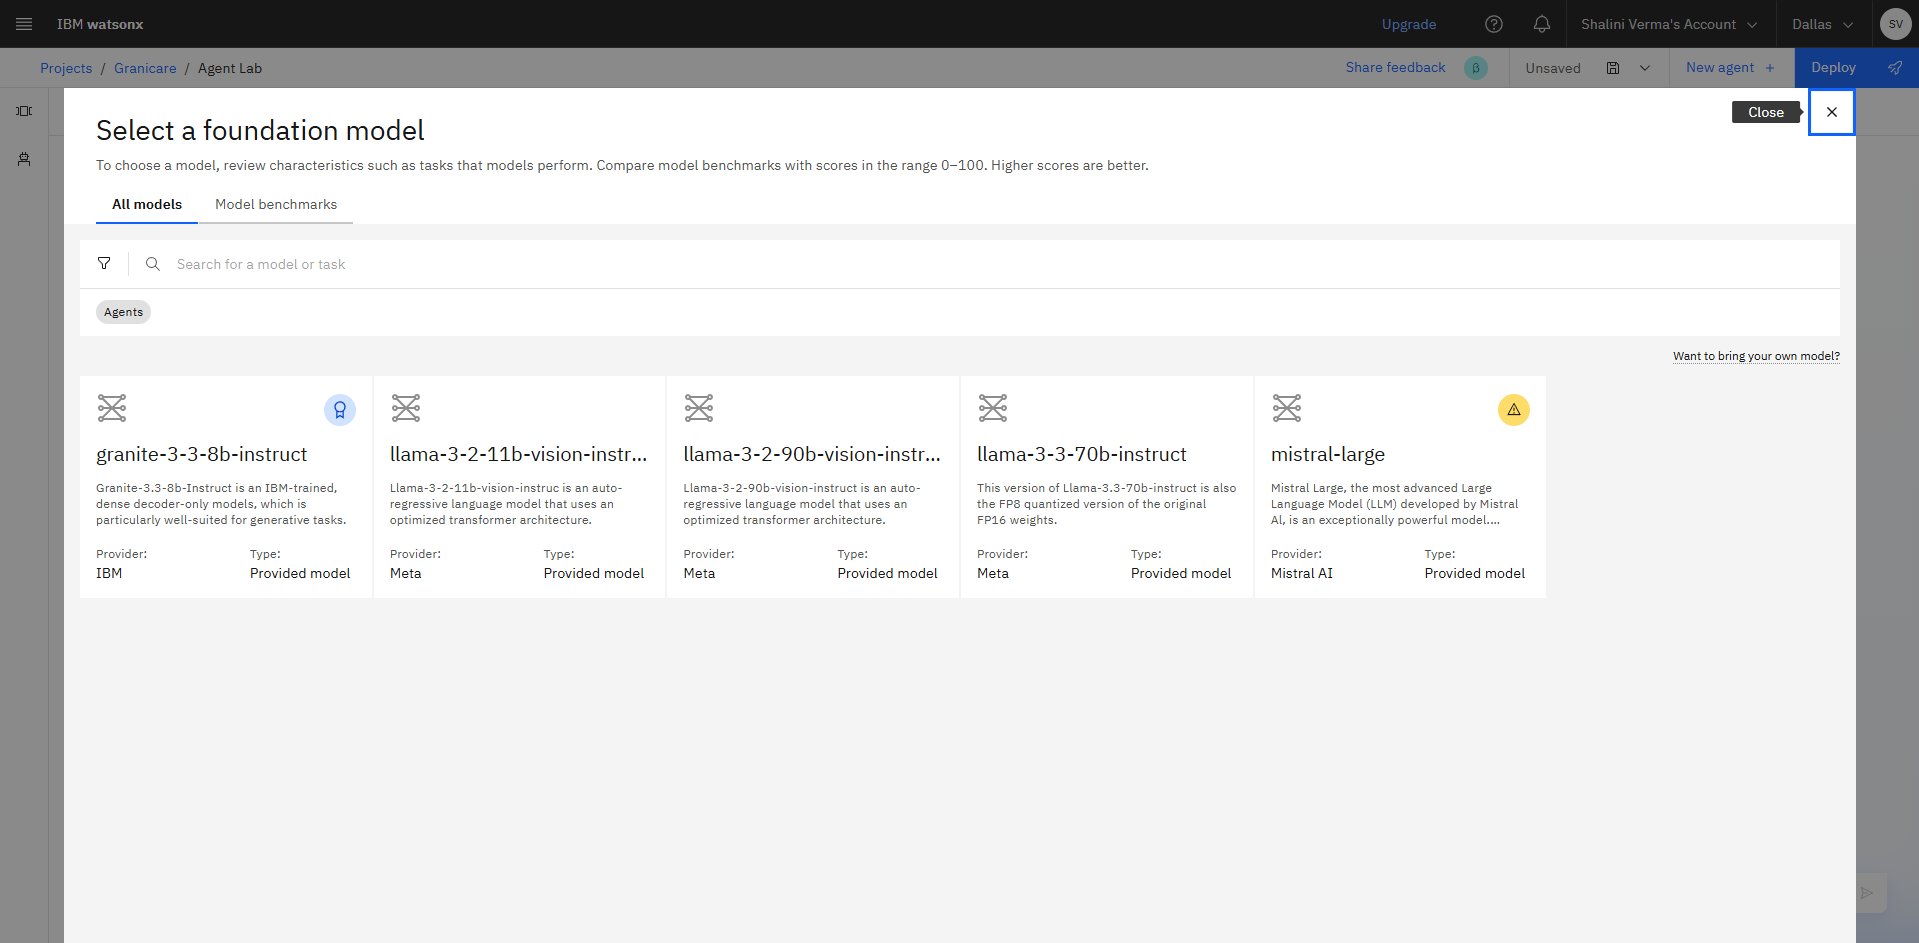 IBM watsonx
Upgrade
Shalini Verma's Account
Dallas
SV
Projects / Granicare / Agent Lab
Share feedback
β
Unsaved
New agent +
Deploy
Close
Select a foundation model
To choose a model, review characteristics such as tasks that models perform. Compare model benchmarks with scores in the range 0–100. Higher scores are better.
All models
Model benchmarks
Search for a model or task
Agents
Want to bring your own model?
granite-3-3-8b-instruct
Granite-3.3-8b-Instruct is an IBM-trained,
dense decoder-only models, which is
particularly well-suited for generative tasks.
Provider:
IBM
Type:
Provided model
llama-3-2-11b-vision-instr...
Llama-3-2-11b-vision-instruc is an auto-
regressive language model that uses an
optimized transformer architecture.
Provider:
Meta
Type:
Provided model
llama-3-2-90b-vision-instr...
Llama-3-2-90b-vision-instruct is an auto-
regressive language model that uses an
optimized transformer architecture.
Provider:
Meta
Type:
Provided model
llama-3-3-70b-instruct
This version of Llama-3.3-70b-instruct is also
the FP8 quantized version of the original
FP16 weights.
Provider:
Meta
Type:
Provided model
mistral-large
Mistral Large, the most advanced Large
Language Model (LLM) developed by Mistral
AI, is an exceptionally powerful model....
Provider:
Mistral AI
Type:
Provided model